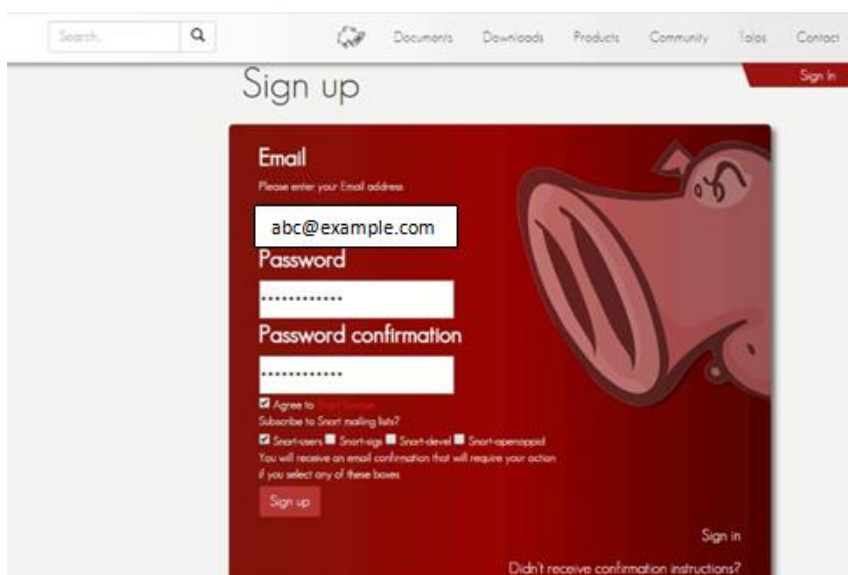 Search..
Documents Downloads Products Community Talos Contact
Sign In
Sign up
Email
Please enter your Email address
abc@example.com
Password
************
Password confirmation
************
Agree to Snort license
Subscribe to Snort mailing lists?
Snort-users Snort-sigs Snort-devel Snort-openappid
You will receive an email confirmation that will require your action
if you select any of these boxes
Sign up
Sign in
Didn't receive confirmation instructions?